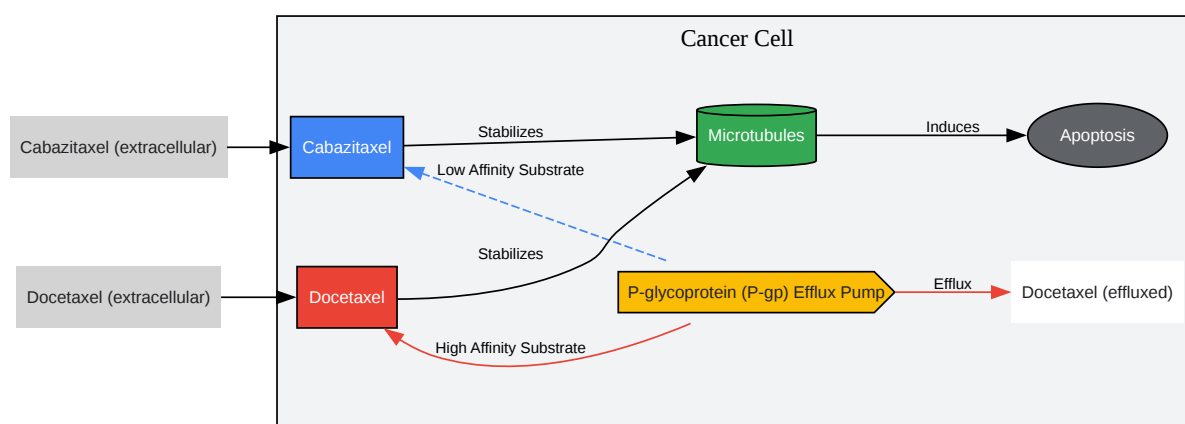 Cancer Cell
Cabazitaxel (extracellular)
Cabazitaxel
Stabilizes
Microtubules
Induces
Apoptosis
Low Affinity Substrate
Docetaxel (extracellular)
Docetaxel
Stabilizes
P-glycoprotein (P-gp) Efflux Pump
Efflux
Docetaxel (effluxed)
High Affinity Substrate